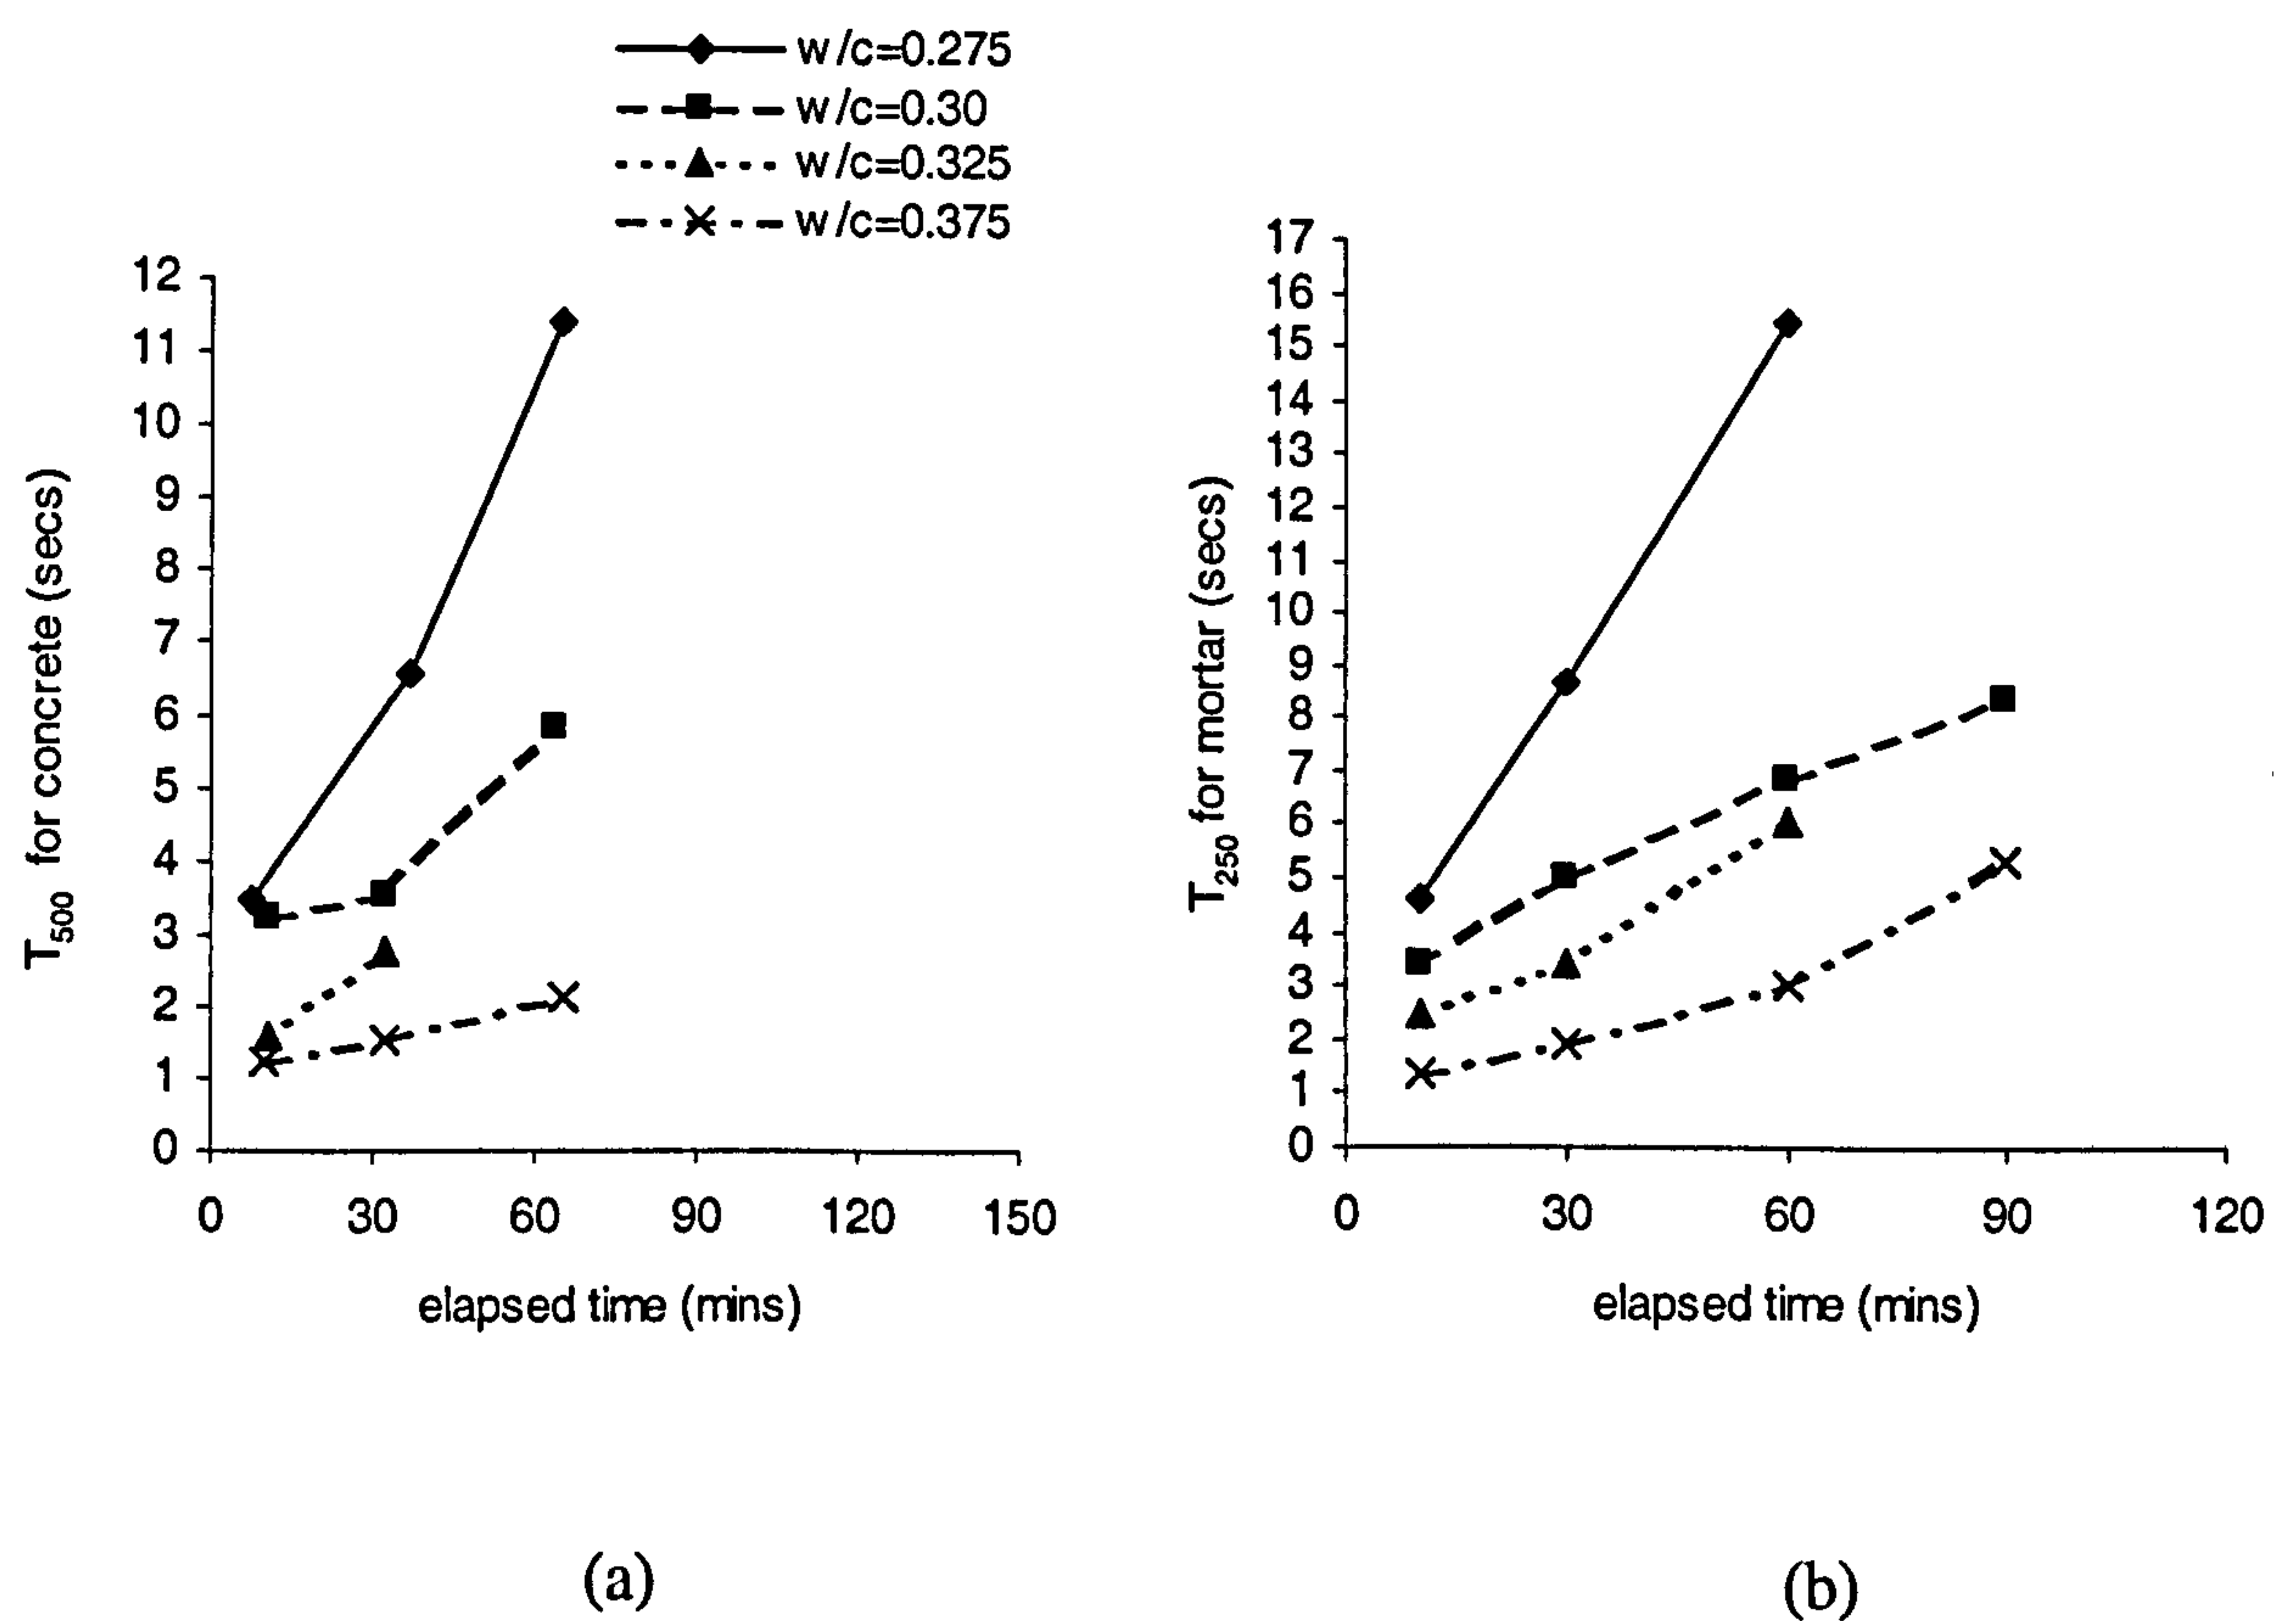 w/c=0.275
w/c=0.30
w/c=0.325
w/c=0.375
12
11
10
9
8
7
6
5
4
3
2
1
0
T500 for concrete (secs)
0 30 60 90 120 150
elapsed time (mins)
(a)
17
16
15
14
13
12
11
10
9
8
7
6
5
4
3
2
1
0
T250 for mortar (secs)
0 30 60 90 120
elapsed time (mins)
(b)